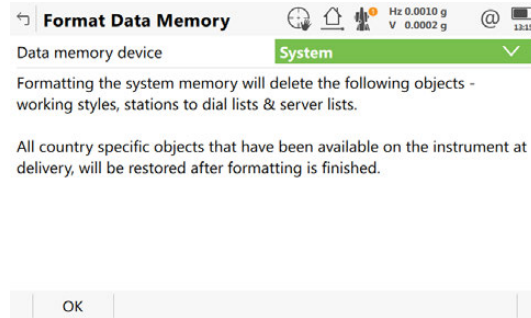 Format Data Memory
Hz 0.0010 g
V 0.0002 g
@
Data memory device
System
Formatting the system memory will delete the following objects -
working styles, stations to dial lists & server lists.
All country specific objects that have been available on the instrument at
delivery, will be restored after formatting is finished.
OK